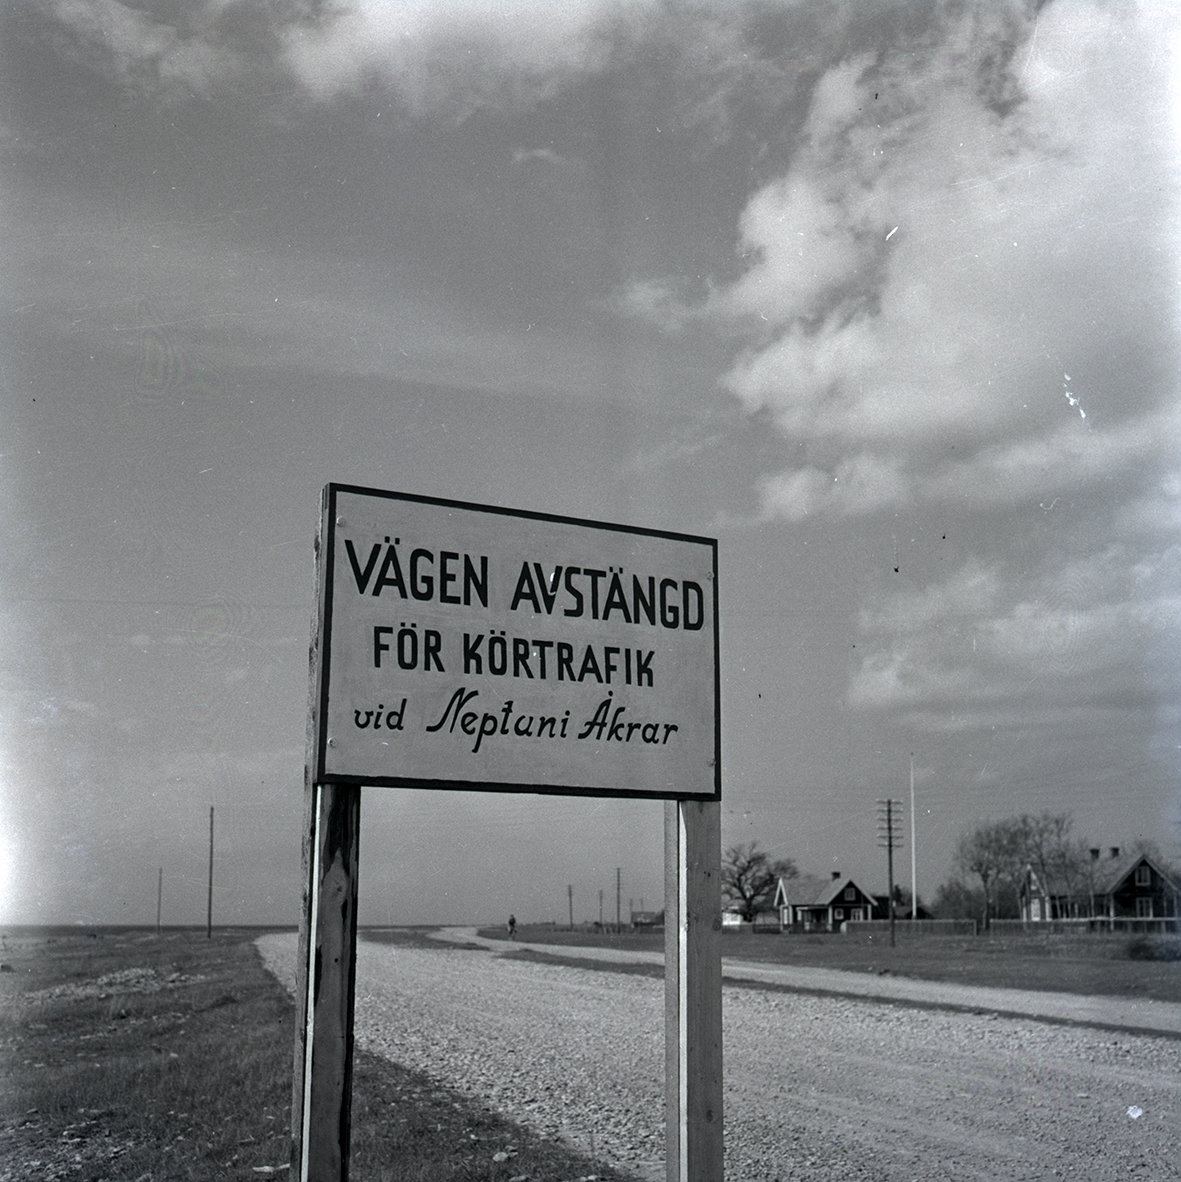 VÄGEN AVSTÄNGD
FÖR KÖRTRAFIK
vid Neptuni Åkrar